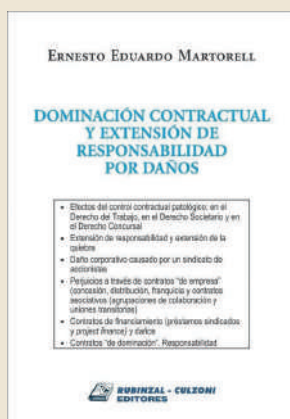 ERNESTO EDUARDO MARTORELL
DOMINACIÓN CONTRACTUAL
Y EXTENSIÓN DE
RESPONSABILIDAD
POR DAÑOS
• Efectos del control contractual patológico: en el
Derecho del Trabajo, en el Derecho Societario y en
el Derecho Concursal
• Extensión de responsabilidad y extensión de la
quiebra
• Daño corporativo causado por un sindicato de
accionistas
• Perjuicios a través de contratos "de empresa"
(concesión, distribución, franquicia y contratos
asociativos (agrupaciones de colaboración y
uniones transitorias)
• Contratos de financiamiento (préstamos sindicados
y project finance) y daños
• Contratos "de dominación". Responsabilidad
RUBINZAL - CULZONI
EDITORES